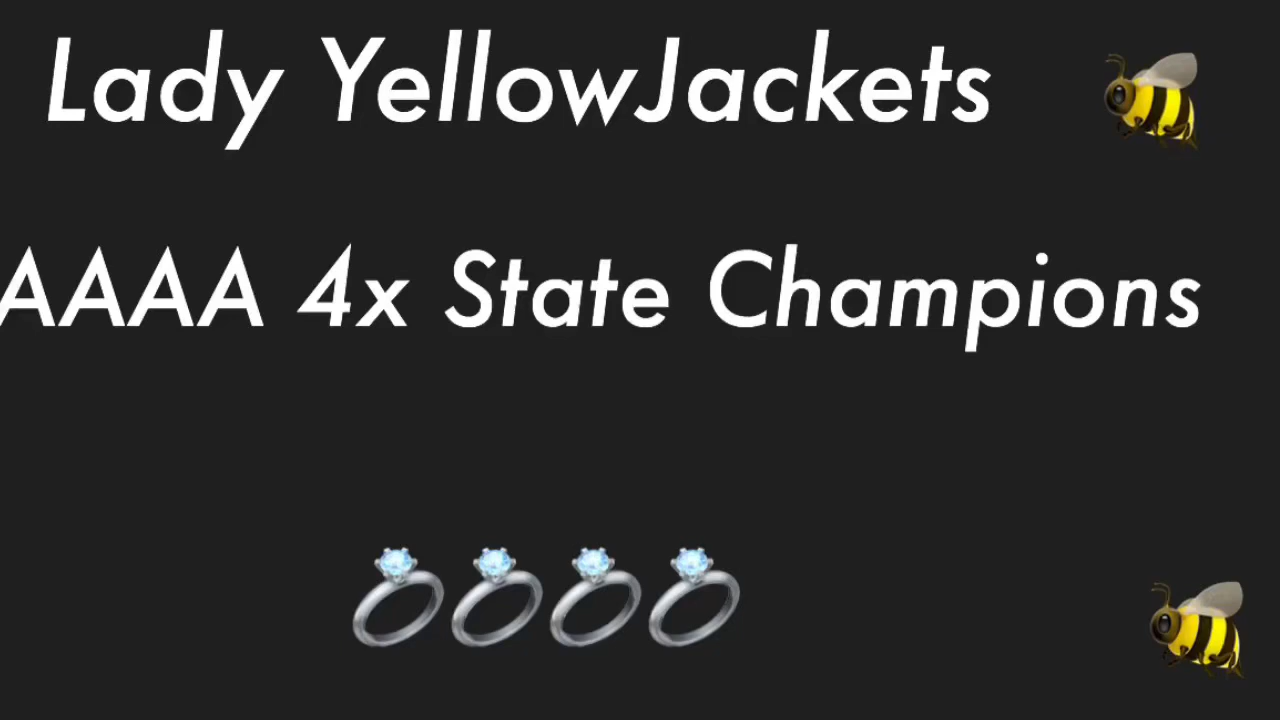 Lady YellowJackets 🐝
AAAA 4x State Champions
💍💍💍💍 🐝